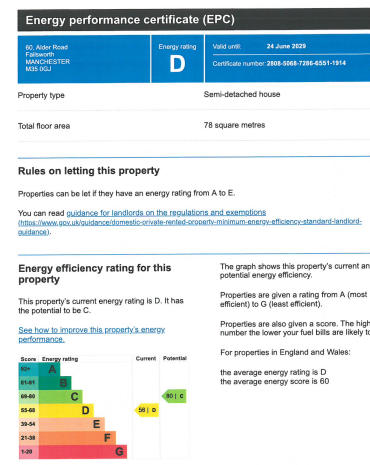 Energy performance certificate (EPC)
60, Alder Road
Failsworth
MANCHESTER
M35 0GJ
Energy rating
D
Valid until: 24 June 2029
Certificate number: 2808-5068-7286-6551-1914
Property type Semi-detached house
Total floor area 78 square metres
Rules on letting this property
Properties can be let if they have an energy rating from A to E.
You can read guidance for landlords on the regulations and exemptions
(https://www.gov.uk/guidance/domestic-private-rented-property-minimum-energy-efficiency-standard-landlord-
guidance).
Energy efficiency rating for this
property
This property's current energy rating is D. It has
the potential to be C.
See how to improve this property's energy
performance.
Score Energy rating Current Potential
92+ A
81-91 B
69-80 C 80 | C
55-68 D 56 | D
39-54 E
21-38 F
1-20 G
The graph shows this property's current an
potential energy efficiency.
Properties are given a rating from A (most
efficient) to G (least efficient).
Properties are also given a score. The high
number the lower your fuel bills are likely to
For properties in England and Wales:
the average energy rating is D
the average energy score is 60